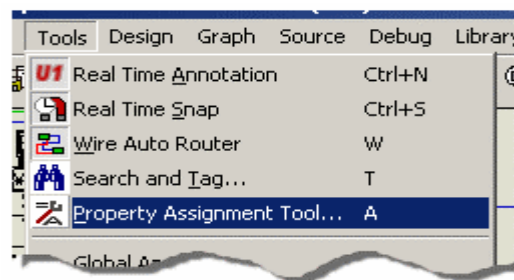 Tools Design Graph Source Debug Library
U1 Real Time Annotation Ctrl+N
Real Time Snap Ctrl+S
Wire Auto Router W
Search and Tag... T
Property Assignment Tool... A
Global